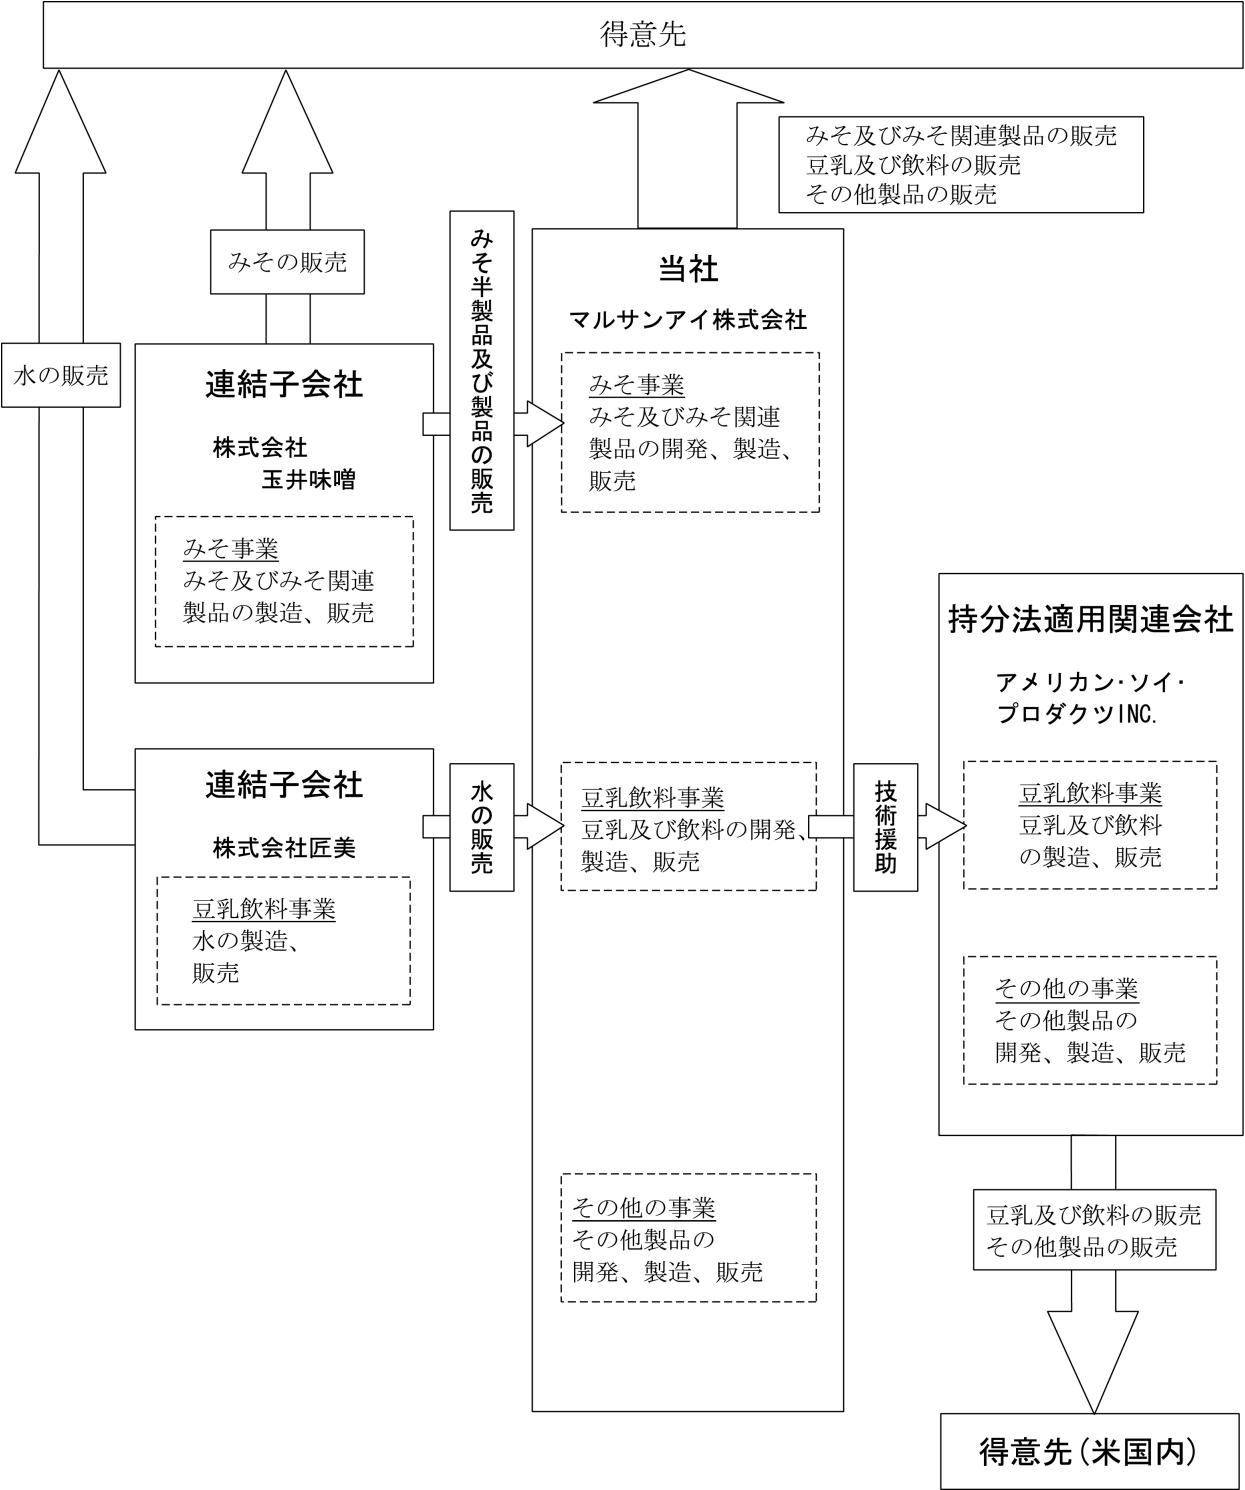 得意先
みそ及びみそ関連製品の販売
豆乳及び飲料の販売
その他製品の販売
みその販売
水の販売
連結子会社
株式会社
玉井味噌
みそ事業
みそ及びみそ関連
製品の製造、販売
みそ半製品及び製品の販売
当社
マルサンアイ株式会社
みそ事業
みそ及びみそ関連
製品の開発、製造、
販売
連結子会社
株式会社匠美
豆乳飲料事業
水の製造、
販売
水の販売
豆乳飲料事業
豆乳及び飲料の開発、
製造、販売
その他の事業
その他製品の
開発、製造、販売
技術援助
持分法適用関連会社
アメリカン・ソイ・
プロダクツINC.
豆乳飲料事業
豆乳及び飲料
の製造、販売
その他の事業
その他製品の
開発、製造、販売
豆乳及び飲料の販売
その他製品の販売
得意先(米国内)